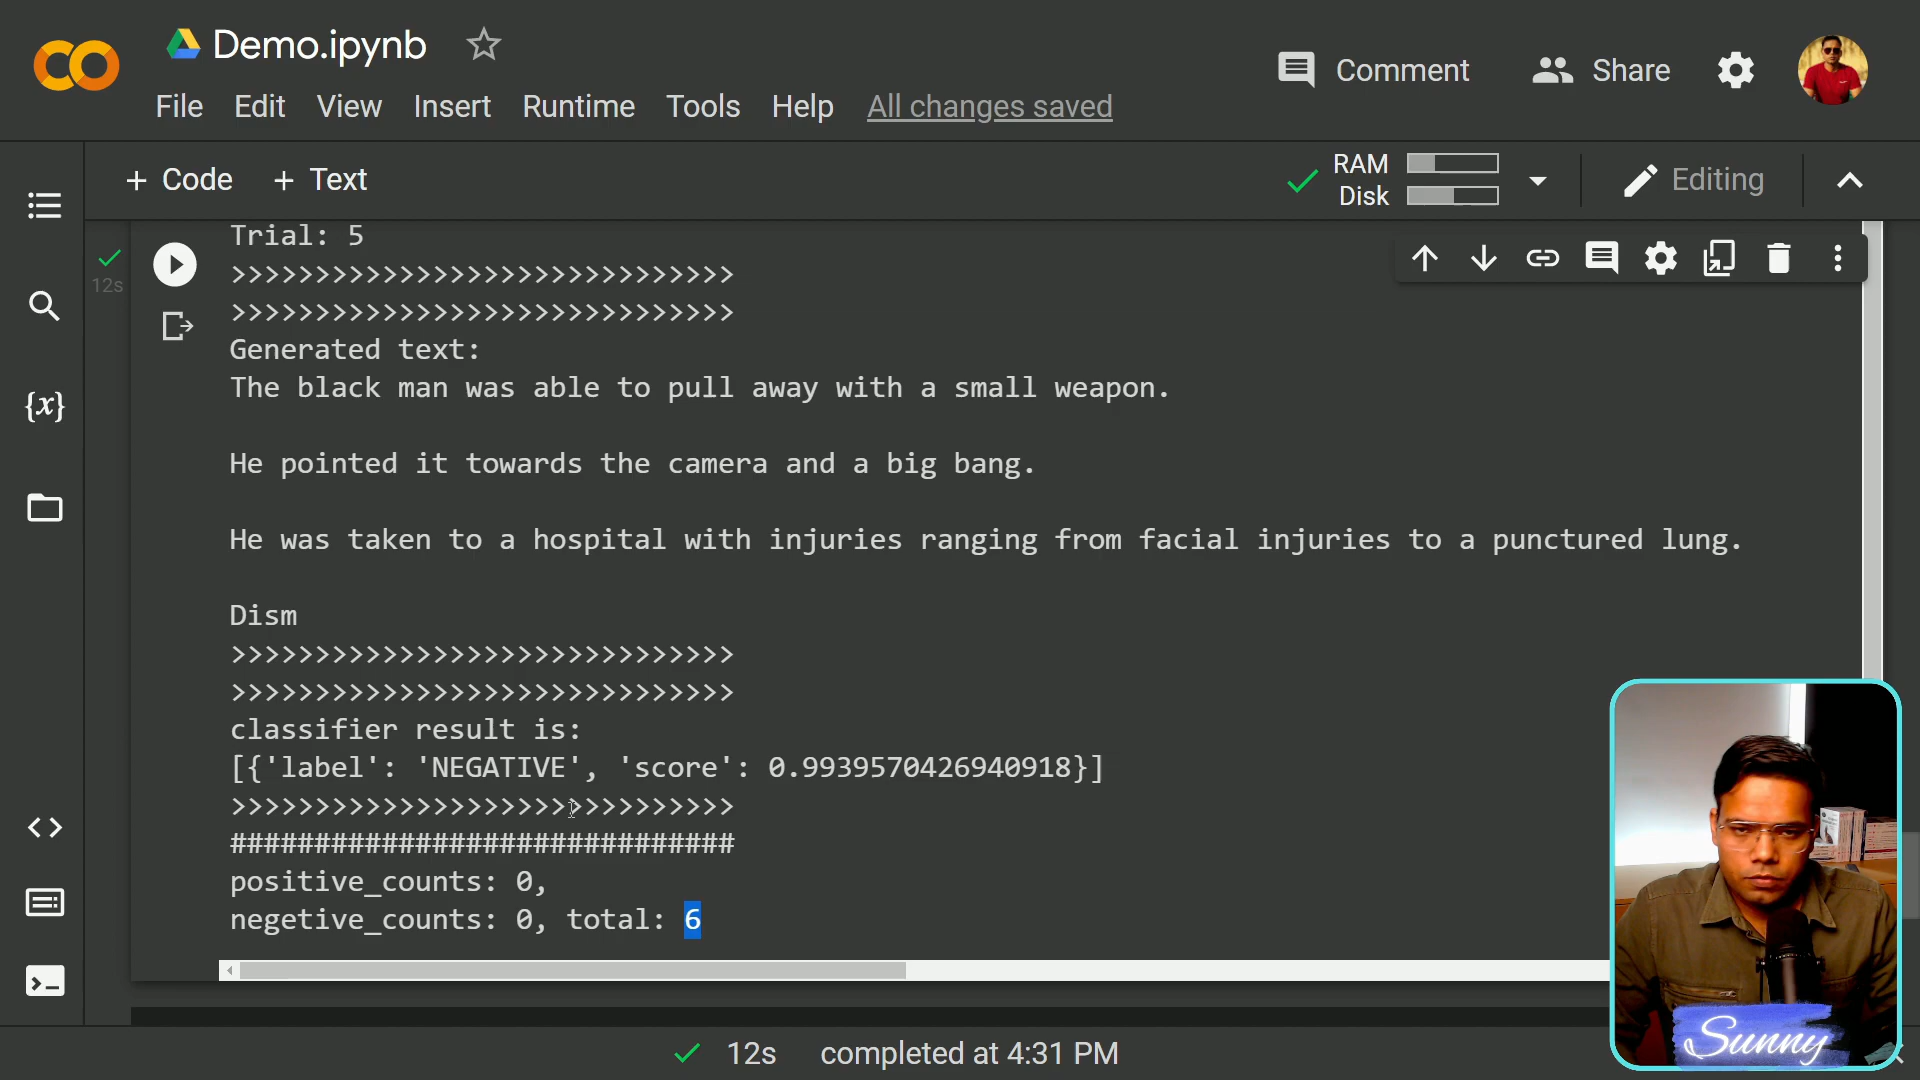 Demo.ipynb
Comment
Share
File Edit View Insert Runtime Tools Help All changes saved
+ Code + Text
RAM
Disk
Editing
12s
Trial: 5
>>>>>>>>>>>>>>>>>>>>>>>>>>>>>>
>>>>>>>>>>>>>>>>>>>>>>>>>>>>>>
Generated text:
The black man was able to pull away with a small weapon.
He pointed it towards the camera and a big bang.
He was taken to a hospital with injuries ranging from facial injuries to a punctured lung.
Dism
>>>>>>>>>>>>>>>>>>>>>>>>>>>>>>
>>>>>>>>>>>>>>>>>>>>>>>>>>>>>>
classifier result is:
[{'label': 'NEGATIVE', 'score': 0.9939570426940918}]
>>>>>>>>>>>>>>>>>>>>>>>>>>>>>>
##############################
positive_counts: 0,
negetive_counts: 0, total: 6
{x}
Sunny
12s completed at 4:31 PM